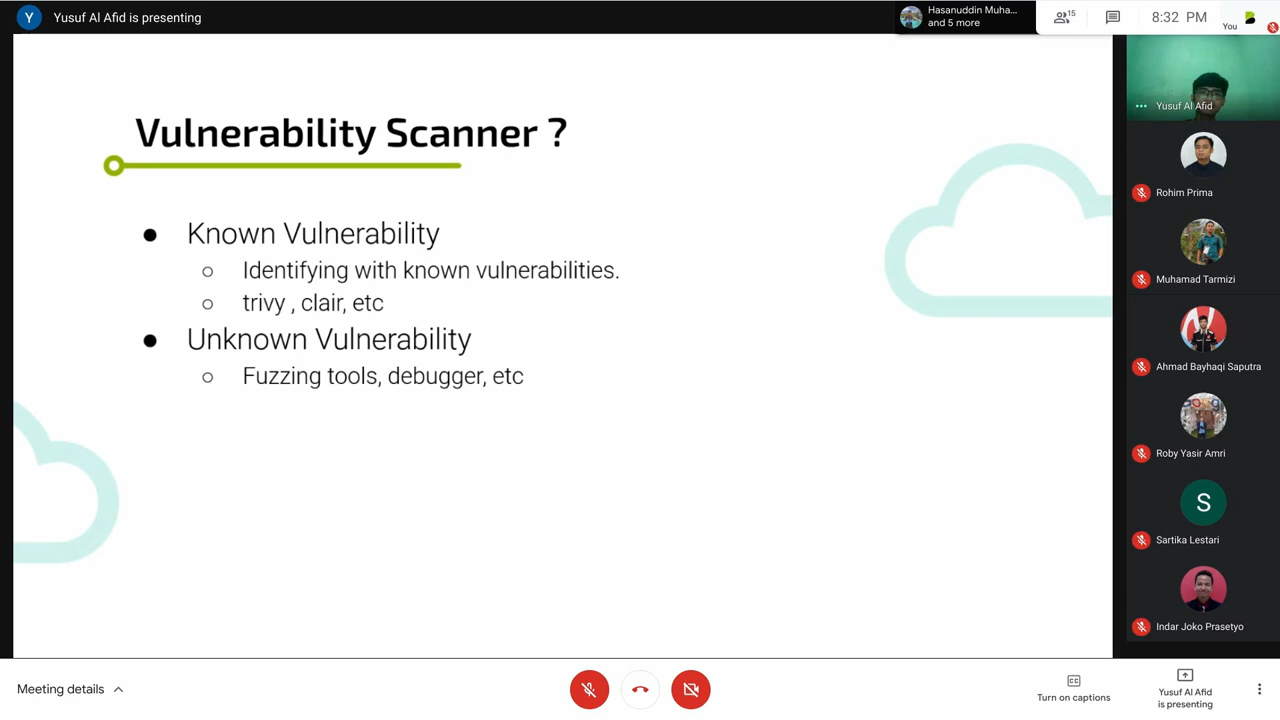 Y Yusuf Al Afid is presenting
Hasanuddin Muha...
and 5 more
15
8:32 PM
You
Vulnerability Scanner ?
● Known Vulnerability
○ Identifying with known vulnerabilities.
○ trivy , clair, etc
● Unknown Vulnerability
○ Fuzzing tools, debugger, etc
Yusuf Al Afid
Rohim Prima
Muhamad Tarmizi
Ahmad Bayhaqi Saputra
Roby Yasir Amri
S
Sartika Lestari
Indar Joko Prasetyo
Meeting details
CC
Turn on captions
Yusuf Al Afid
is presenting